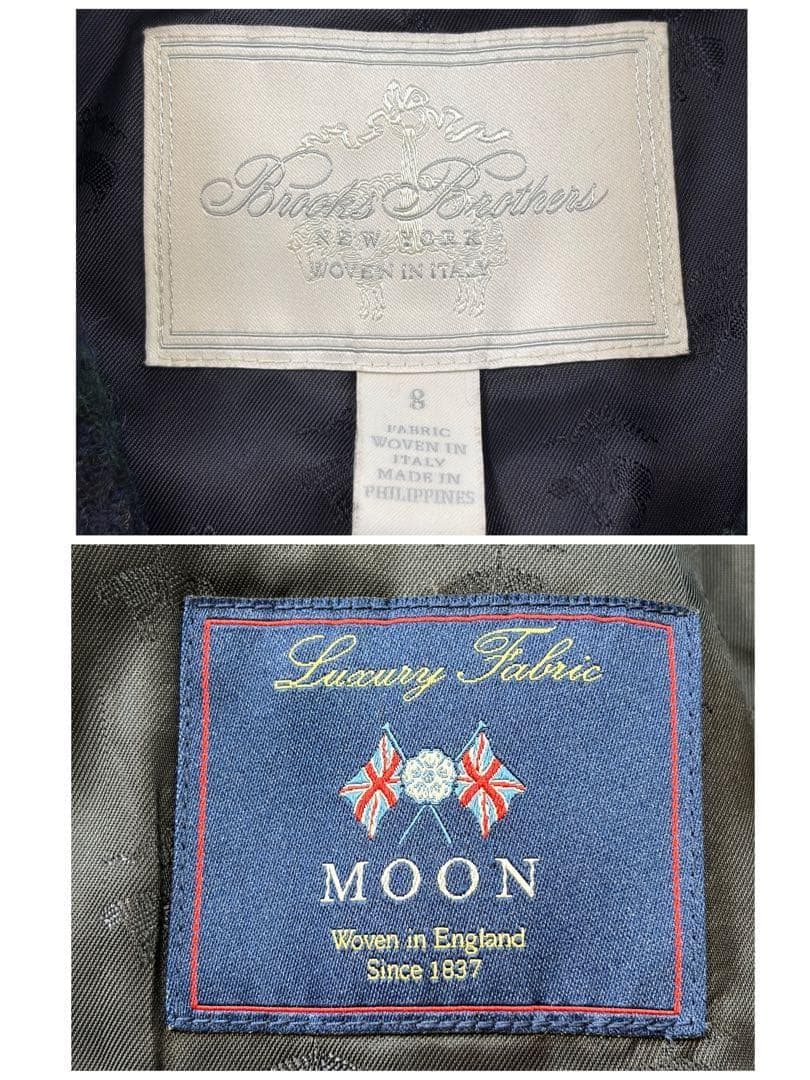 Brooks Brothers
NEW YORK
WOVEN IN ITALY
8
FABRIC
WOVEN IN
ITALY
MADE IN
PHILIPPINES
Luxury Fabric
MOON
Woven in England
Since 1837